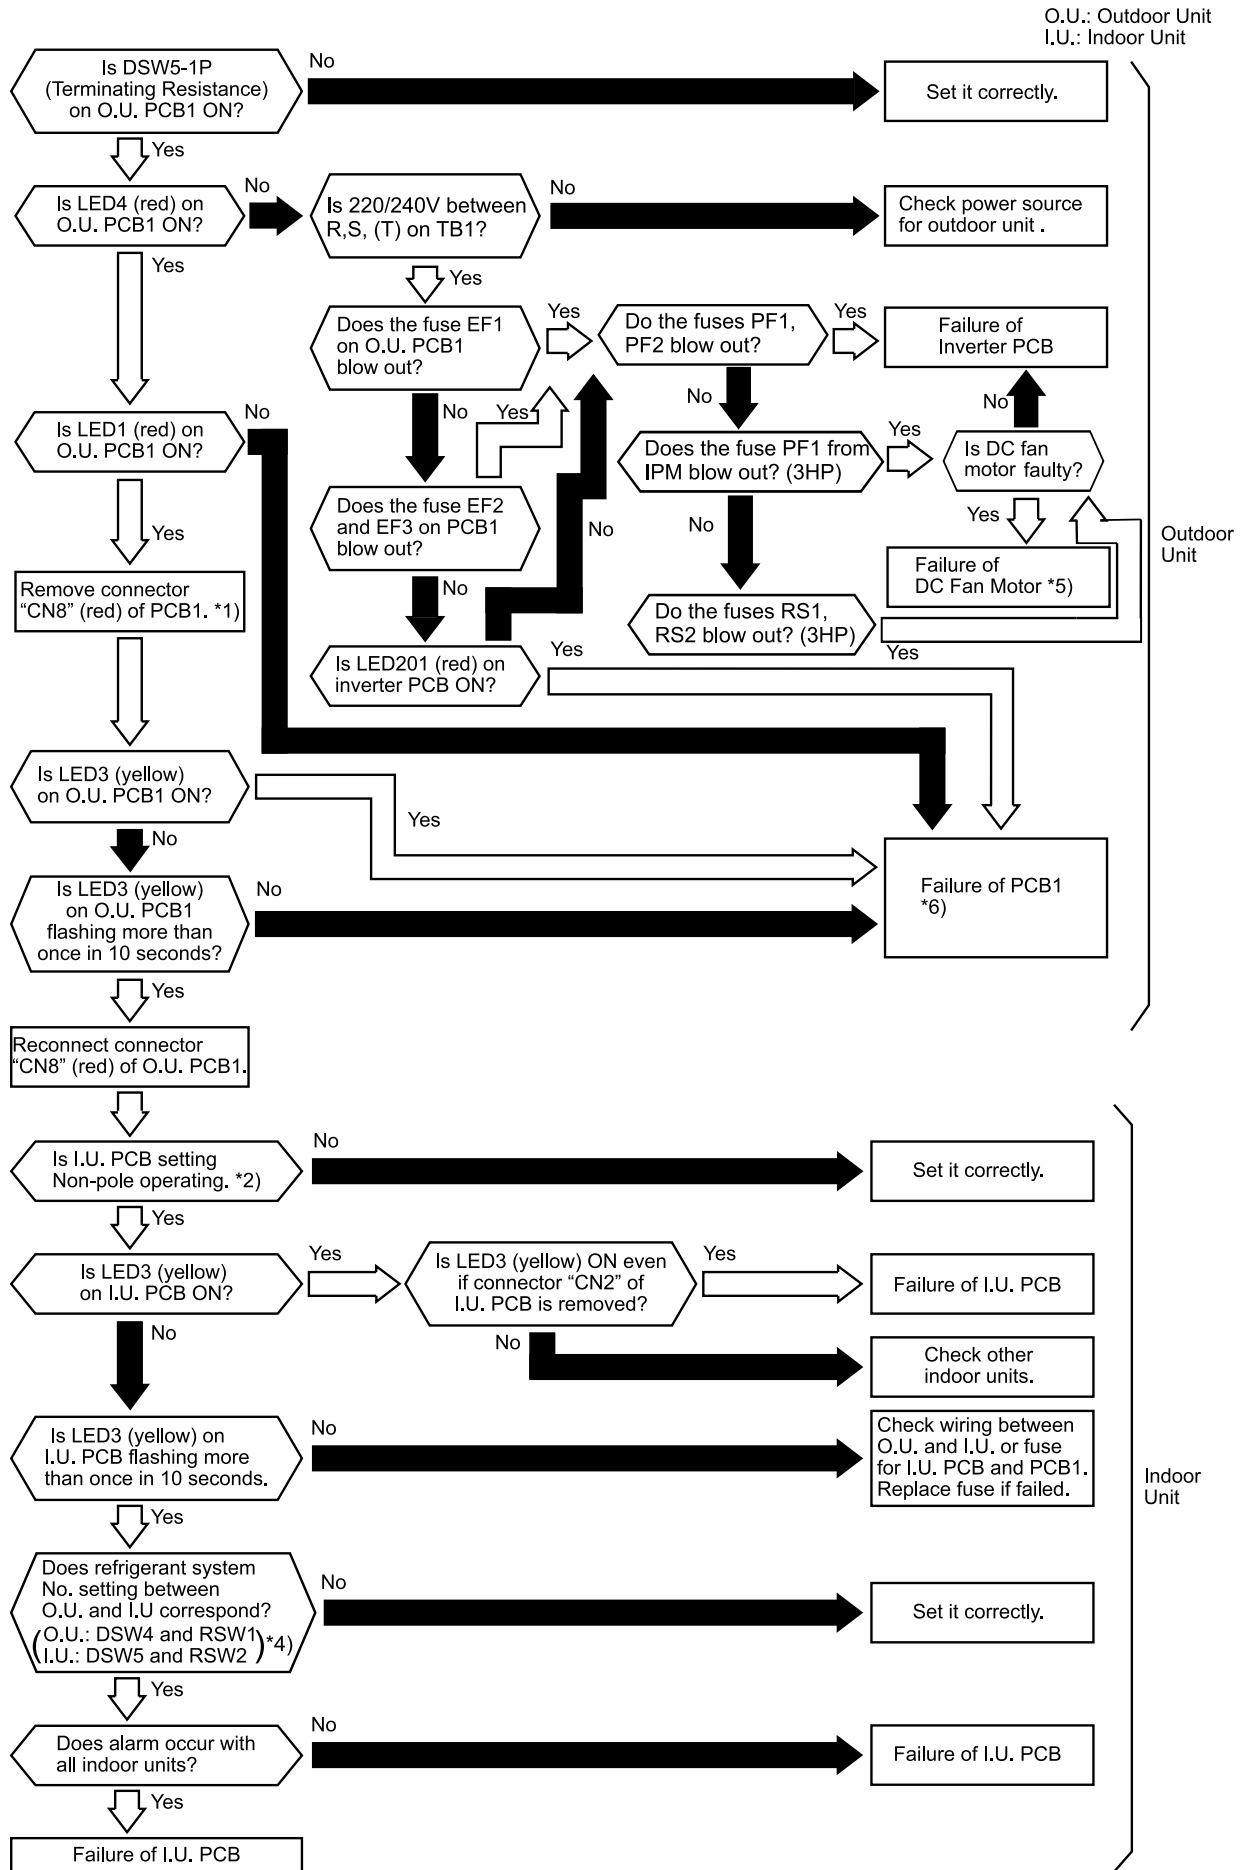 O.U.: Outdoor Unit
I.U.: Indoor Unit
Is DSW5-1P
(Terminating Resistance)
on O.U. PCB1 ON?
No
Set it correctly.
Yes
Is LED4 (red) on
O.U. PCB1 ON?
No
Is 220/240V between
R,S, (T) on TB1?
No
Check power source
for outdoor unit .
Yes
Yes
Does the fuse EF1
on O.U. PCB1
blow out?
Yes
Do the fuses PF1,
PF2 blow out?
Yes
Failure of
Inverter PCB
No
Yes
No
No
Is LED1 (red) on
O.U. PCB1 ON?
No
Does the fuse PF1 from
IPM blow out? (3HP)
Yes
Is DC fan
motor faulty?
Yes
Does the fuse EF2
and EF3 on PCB1
blow out?
No
No
Yes
Outdoor
Unit
Remove connector
“CN8” (red) of PCB1. *1)
No
Failure of
DC Fan Motor *5)
Do the fuses RS1,
RS2 blow out? (3HP)
Yes
Is LED201 (red) on
inverter PCB ON?
Yes
Is LED3 (yellow)
on O.U. PCB1 ON?
Yes
No
Is LED3 (yellow)
on O.U. PCB1
flashing more than
once in 10 seconds?
No
Failure of PCB1
*6)
Yes
Reconnect connector
“CN8” (red) of O.U. PCB1.
Is I.U. PCB setting
Non-pole operating. *2)
No
Set it correctly.
Yes
Is LED3 (yellow)
on I.U. PCB ON?
Yes
Is LED3 (yellow) ON even
if connector “CN2” of
I.U. PCB is removed?
Yes
Failure of I.U. PCB
No
No
Check other
indoor units.
Is LED3 (yellow) on
I.U. PCB flashing more
than once in 10 seconds.
No
Check wiring between
O.U. and I.U. or fuse
for I.U. PCB and PCB1.
Replace fuse if failed.
Indoor
Unit
Yes
Does refrigerant system
No. setting between
O.U. and I.U correspond?
(O.U.: DSW4 and RSW1
I.U.: DSW5 and RSW2 )*4)
No
Set it correctly.
Yes
Does alarm occur with
all indoor units?
No
Failure of I.U. PCB
Yes
Failure of I.U. PCB